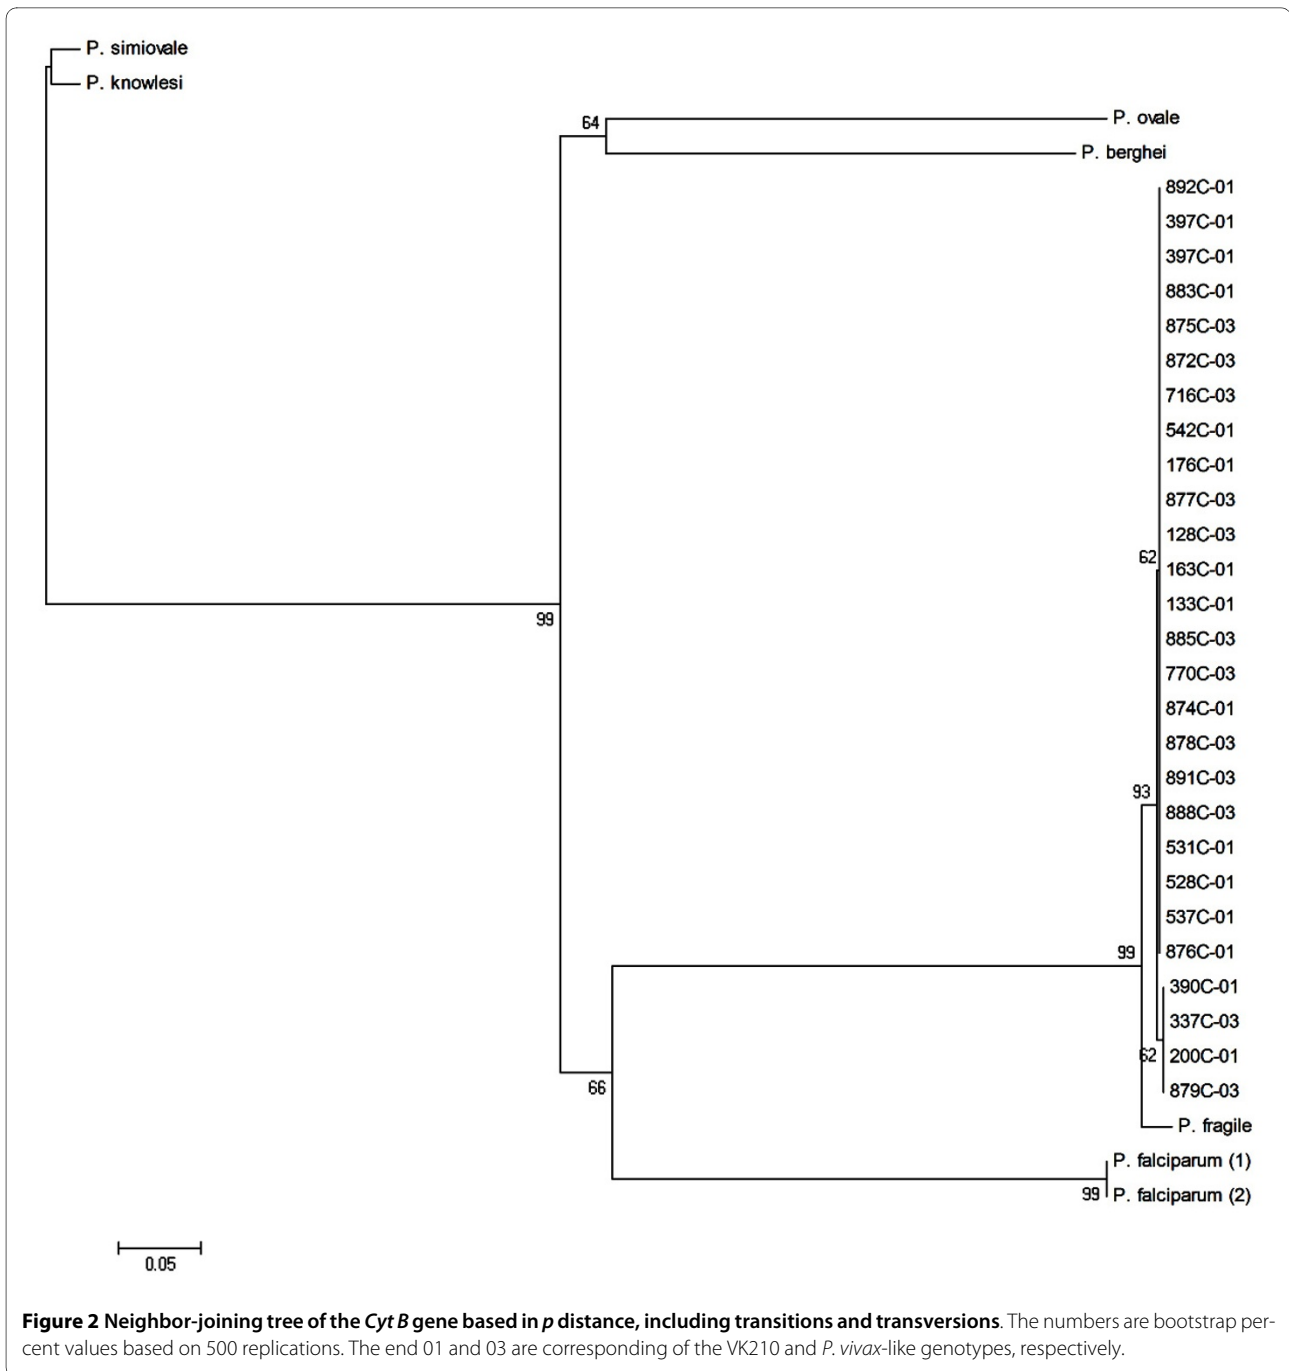 P. simiovale
P. knowlesi
64
P. ovale
P. berghei
892C-01
397C-01
397C-01
883C-01
875C-03
872C-03
716C-03
542C-01
176C-01
877C-03
128C-03
62
163C-01
133C-01
99
885C-03
770C-03
874C-01
878C-03
891C-03
93
888C-03
531C-01
528C-01
537C-01
99
876C-01
390C-01
337C-03
62
200C-01
66
879C-03
P. fragile
P. falciparum (1)
99
P. falciparum (2)
0.05
Figure 2 Neighbor-joining tree of the Cyt B gene based in p distance, including transitions and transversions. The numbers are bootstrap per-
cent values based on 500 replications. The end 01 and 03 are corresponding of the VK210 and P. vivax-like genotypes, respectively.